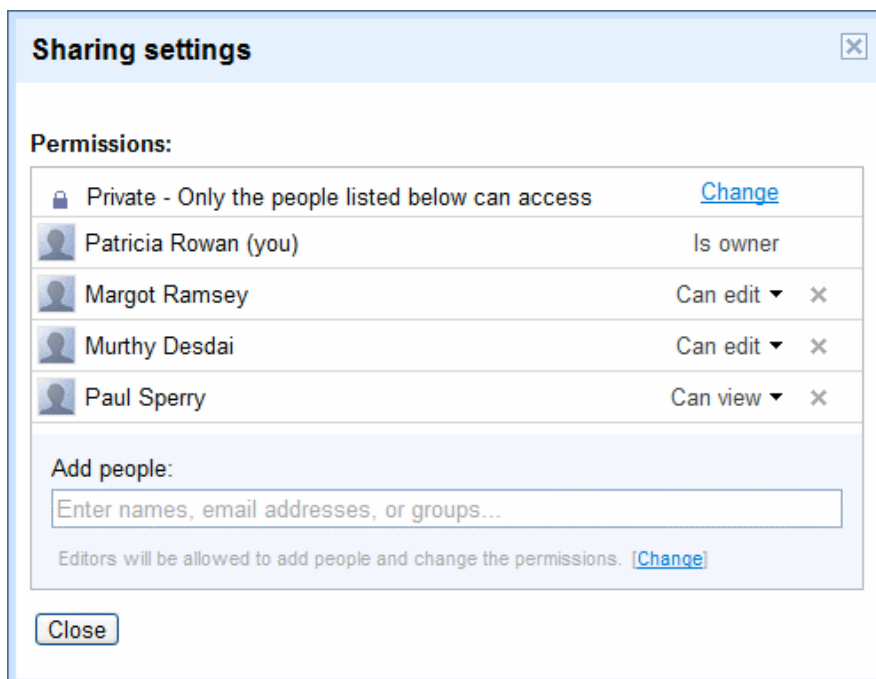 Sharing settings
Permissions:
Private - Only the people listed below can access Change
Patricia Rowan (you) Is owner
Margot Ramsey Can edit
Murthy Desdai Can edit
Paul Sperry Can view
Add people:
Enter names, email addresses, or groups...
Editors will be allowed to add people and change the permissions. [Change]
Close